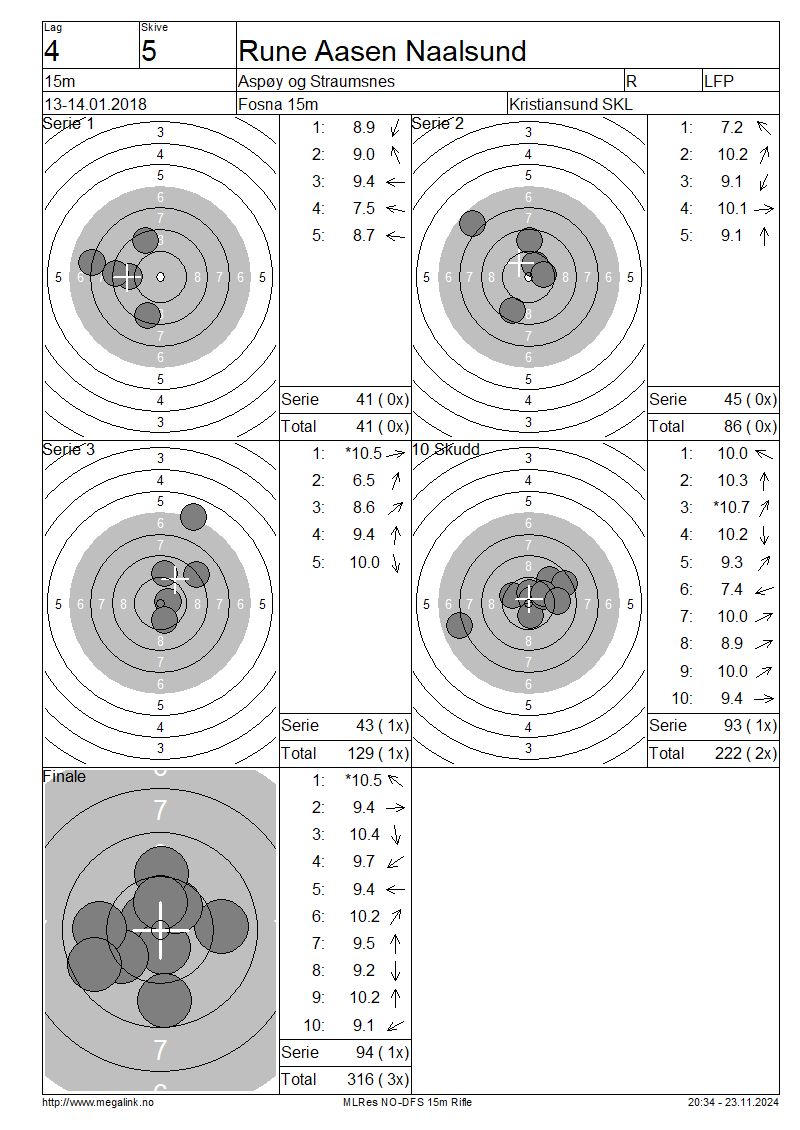 Lag
Skive
4
5
Rune Aasen Naalsund
15m
Aspøy og Straumsnes
R
LFP
13-14.01.2018
Fosna 15m
Kristiansund SKL
Serie 1
3
4
5
6
7
8
5 6 7 8 7 6 5
7
6
5
4
3
1: 8.9
2: 9.0
3: 9.4
4: 7.5
5: 8.7
Serie 41 ( 0x)
Total 41 ( 0x)
Serie 2
3
4
5
6
7
5 6 7 8 7 6 5
8
7
6
5
4
3
1: 7.2
2: 10.2
3: 9.1
4: 10.1
5: 9.1
Serie 45 ( 0x)
Total 86 ( 0x)
Serie 3
3
4
5
6
7
5 6 7 8 8 7 6 5
8
7
6
5
4
3
1: *10.5
2: 6.5
3: 8.6
4: 9.4
5: 10.0
Serie 43 ( 1x)
Total 129 ( 1x)
10 Skudd
3
4
5
6
7
8
5 6 7 8 8 7 6 5
8
7
6
5
4
3
1: 10.0
2: 10.3
3: *10.7
4: 10.2
5: 9.3
6: 7.4
7: 10.0
8: 8.9
9: 10.0
10: 9.4
Serie 93 ( 1x)
Total 222 ( 2x)
Finale
6
7
7
6
1: *10.5
2: 9.4
3: 10.4
4: 9.7
5: 9.4
6: 10.2
7: 9.5
8: 9.2
9: 10.2
10: 9.1
Serie 94 ( 1x)
Total 316 ( 3x)
http://www.megalink.no
MLRes NO-DFS 15m Rifle
20:34 - 23.11.2024